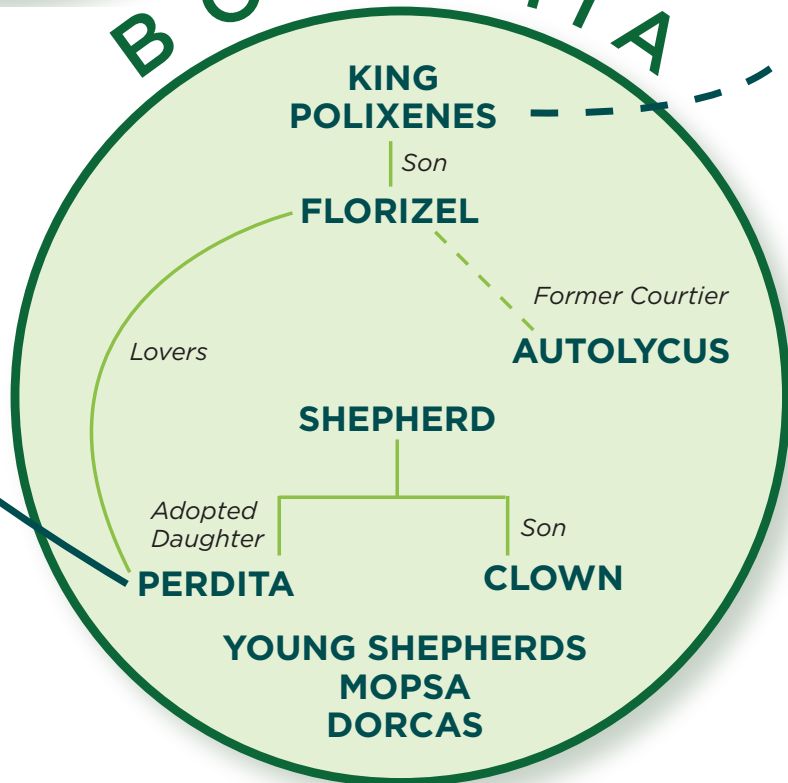 KING
POLIXENES
Son
FLORIZEL
Former Courtier
AUTOLYCUS
Lovers
SHEPHERD
Adopted
Daughter
Son
PERDITA
CLOWN
YOUNG SHEPHERDS
MOPSA
DORCAS